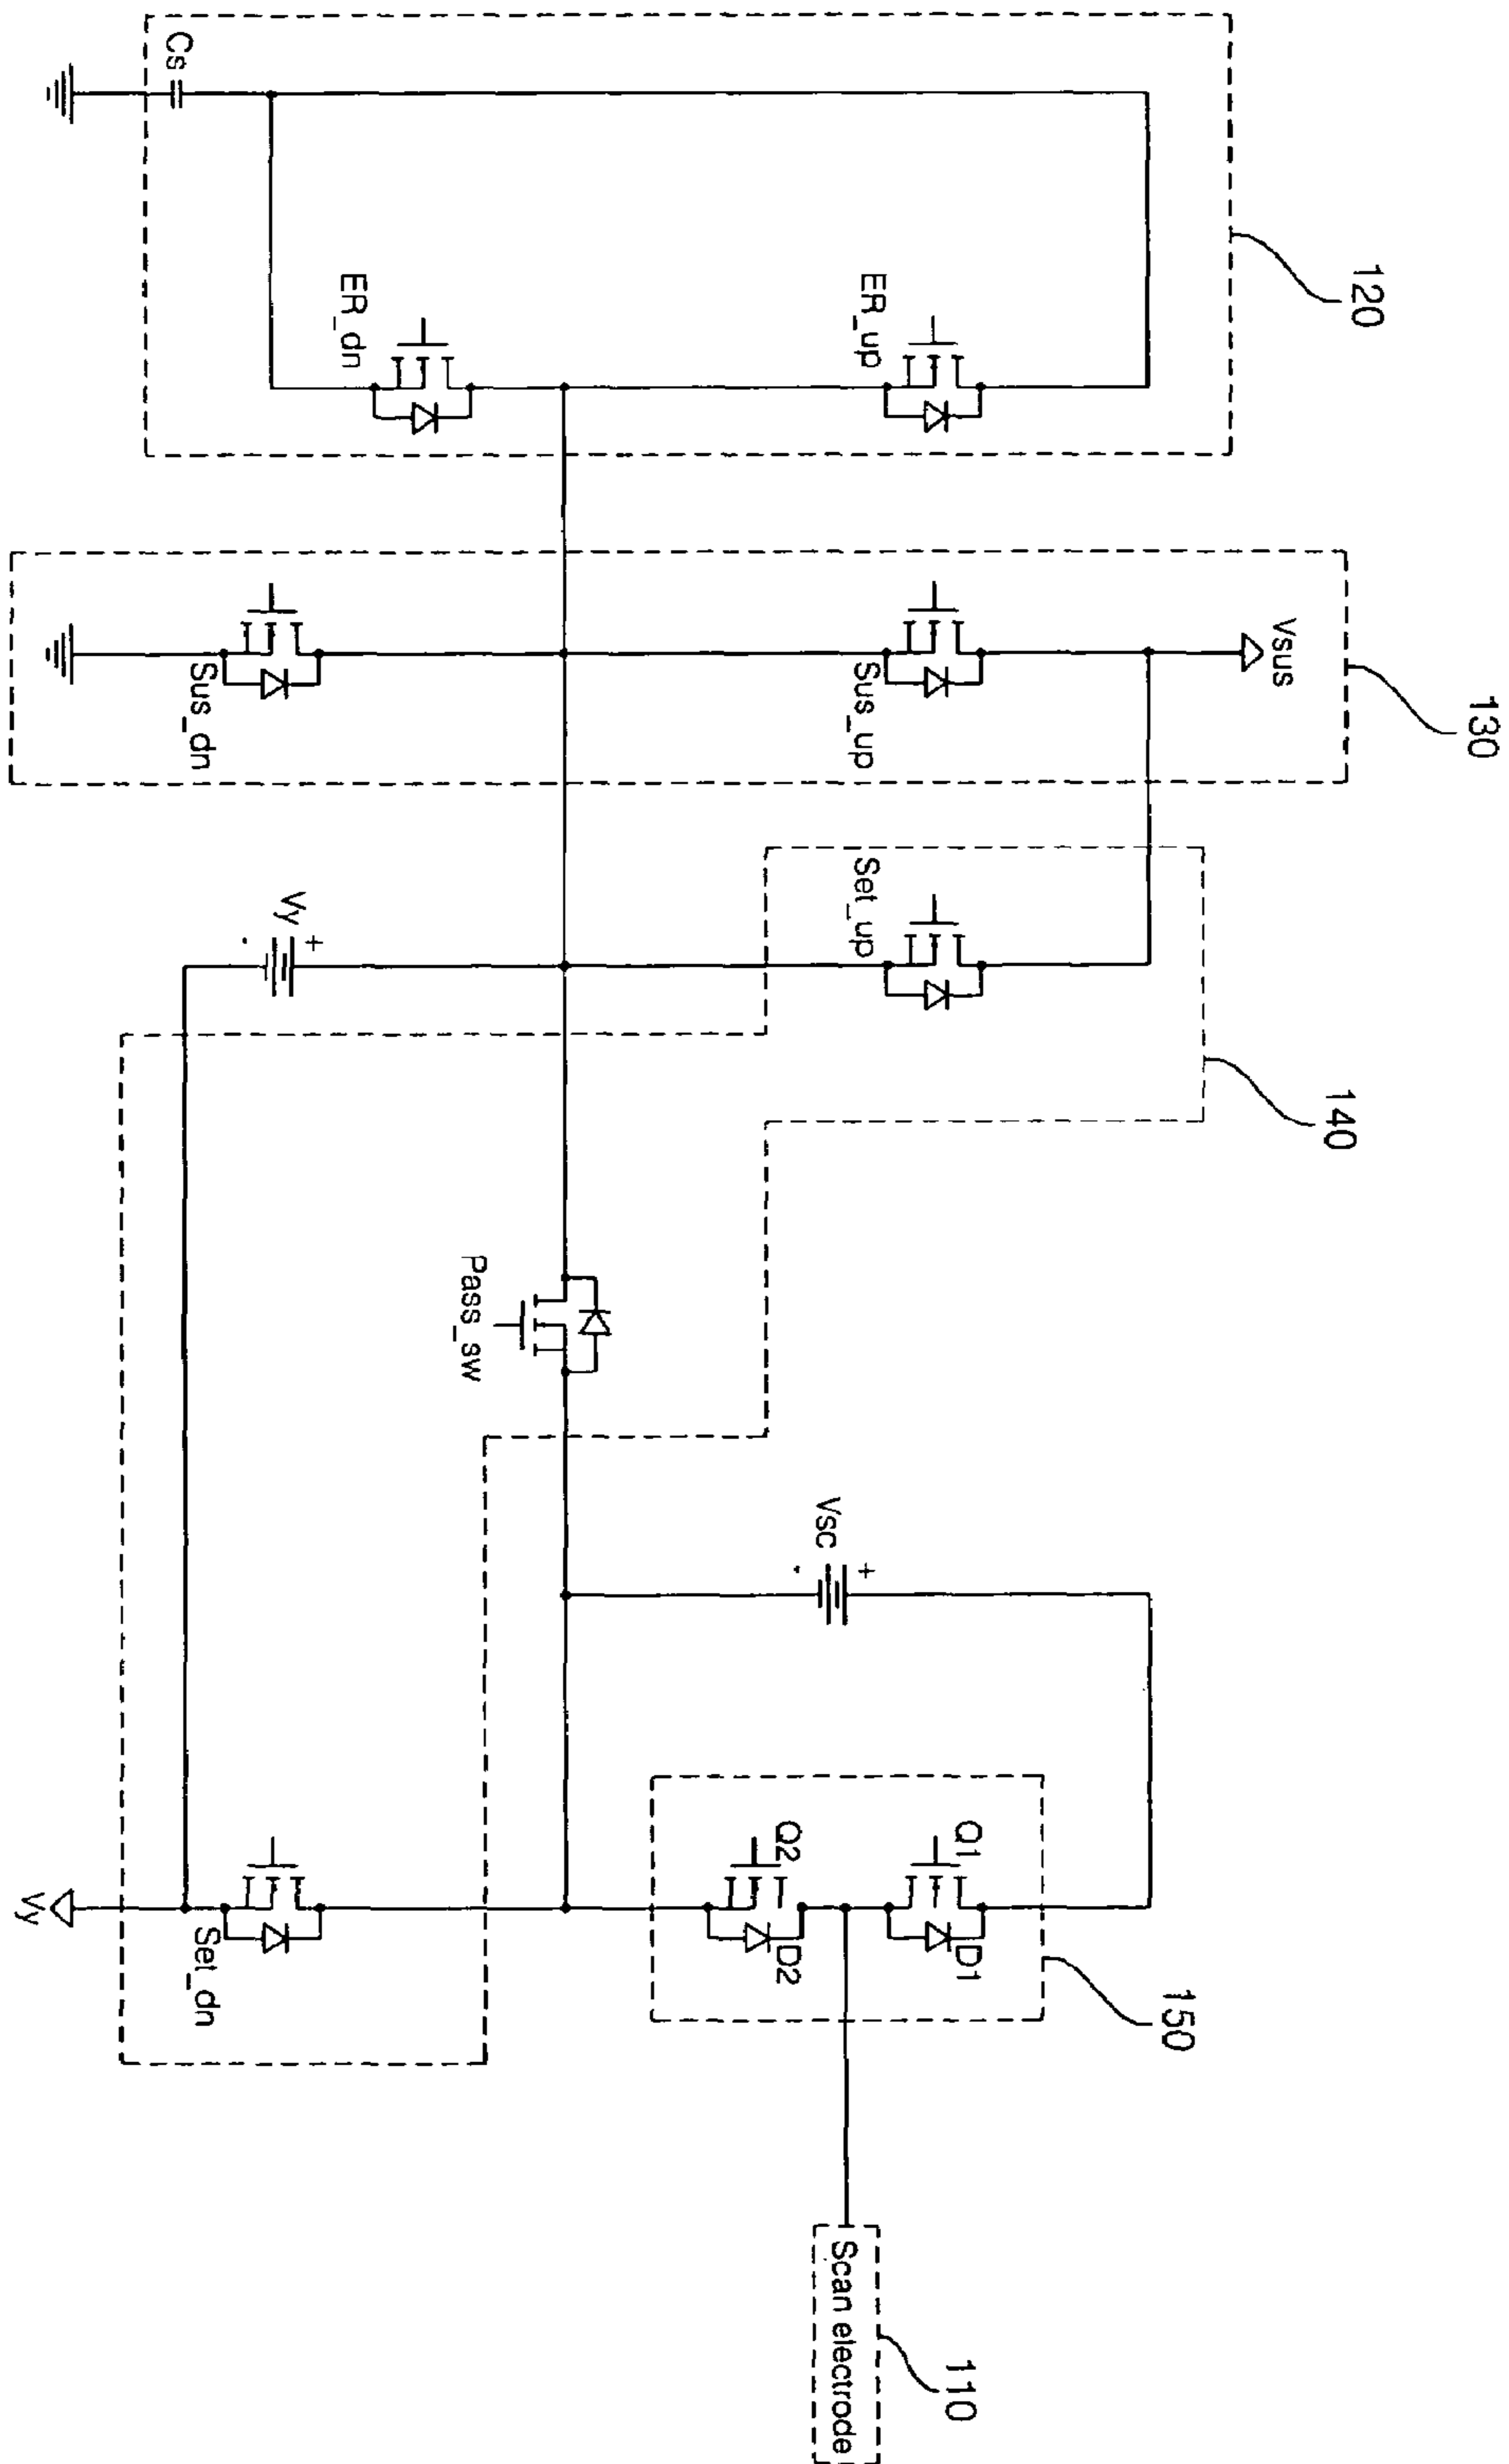 120
130
140
150
110
Cs
ER_up
ER_dn
Vsus
Sus_up
Sus_dn
Set_up
Vy
+
Pass_sw
Vsc
+
Q1
D1
Q2
D2
Set_dn
Vy
Scan electrode